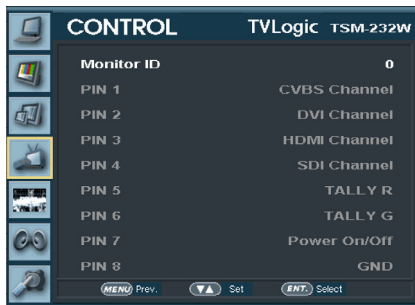 CONTROL TVLogic TSM-232W
Monitor ID 0
PIN 1 CVBS Channel
PIN 2 DVI Channel
PIN 3 HDMI Channel
PIN 4 SDI Channel
PIN 5 TALLY R
PIN 6 TALLY G
PIN 7 Power On/Off
PIN 8 GND
MENU Prev. ▼▲ Set ENT. Select